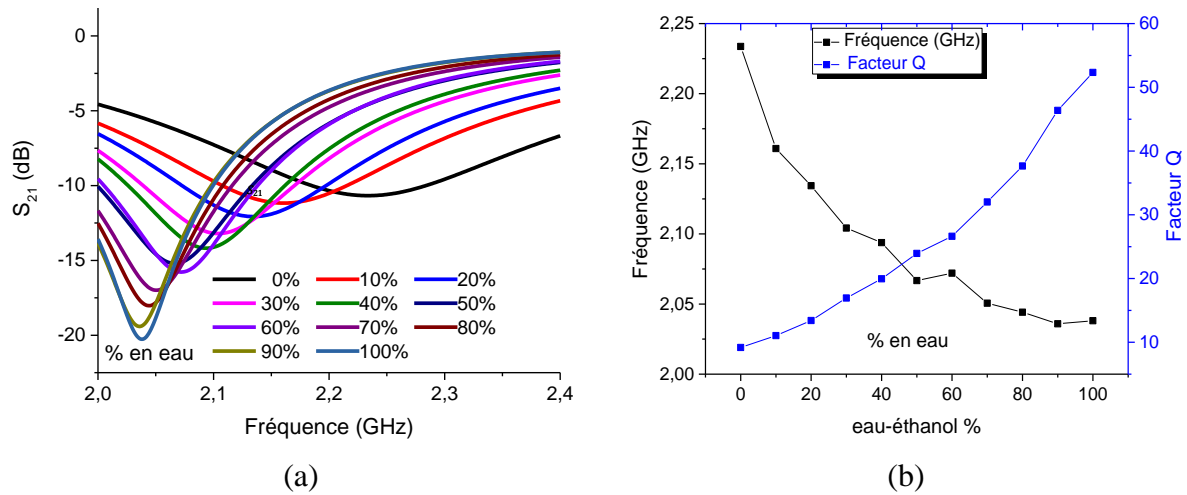 0
-5
-10
-15
-20
S21 (dB)
21
0% 10% 20%
30% 40% 50%
60% 70% 80%
90% 100%
% en eau
2,0 2,1 2,2 2,3 2,4
Fréquence (GHz)
(a)
2,25
2,20
2,15
2,10
2,05
2,00
Fréquence (GHz)
Fréquence (GHz)
Facteur Q
% en eau
60
50
40
30
20
10
Facteur Q
0 20 40 60 80 100
eau-éthanol %
(b)